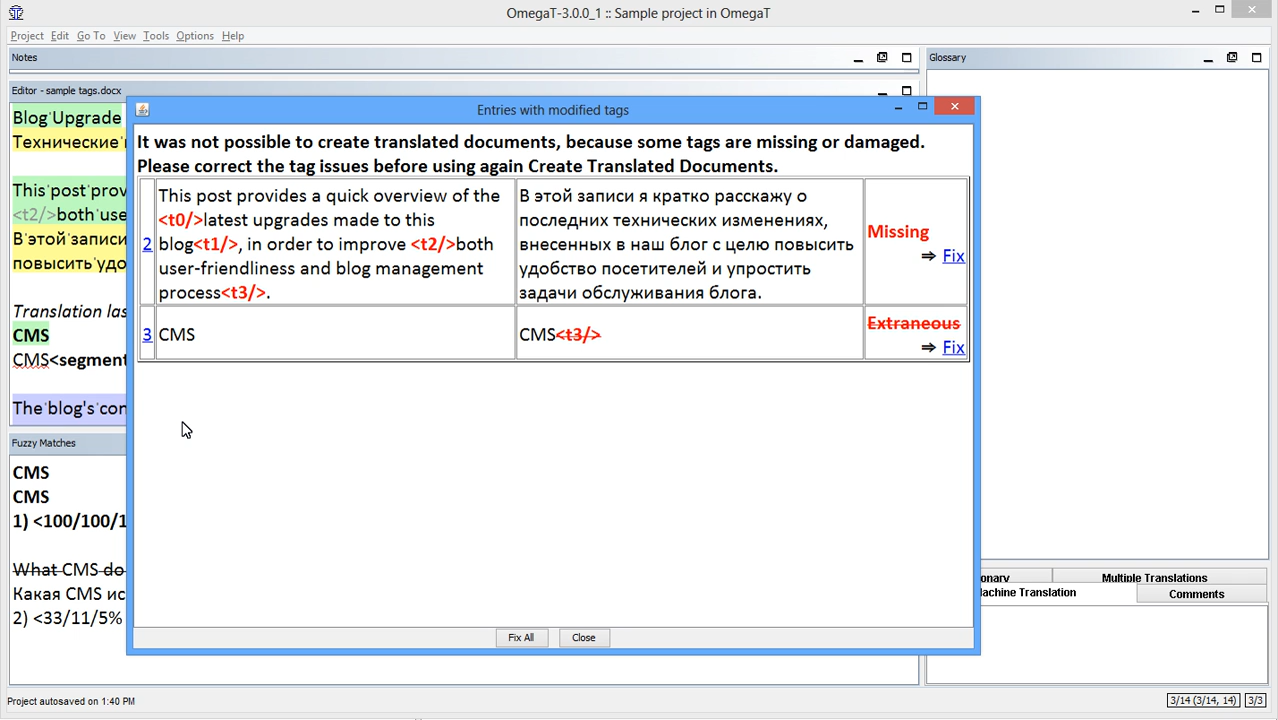 OmegaT-3.0.0_1 :: Sample project in OmegaT
Project Edit Go To View Tools Options Help
Notes
Glossary
Editor - sample tags.docx
Blog Upgrade
Технические
This post prov
<t2/>both use
В этой записи
повысить удо
Translation las
CMS
CMS<segment
The blog's con
Fuzzy Matches
CMS
CMS
1) <100/100/1
What CMS do
Какая CMS ис
2) <33/11/5%
Entries with modified tags
It was not possible to create translated documents, because some tags are missing or damaged.
Please correct the tag issues before using again Create Translated Documents.
2
This post provides a quick overview of the
<t0/>latest upgrades made to this
blog<t1/>, in order to improve <t2/>both
user-friendliness and blog management
process<t3/>.
В этой записи я кратко расскажу о
последних технических изменениях,
внесенных в наш блог с целю повысить
удобство посетителей и упростить
задачи обслуживания блога.
Missing
⇒ Fix
3
CMS
CMS<t3/>
Extraneous
⇒ Fix
Fix All
Close
onary
Multiple Translations
achine Translation
Comments
Project autosaved on 1:40 PM
3/14 (3/14, 14)
3/3